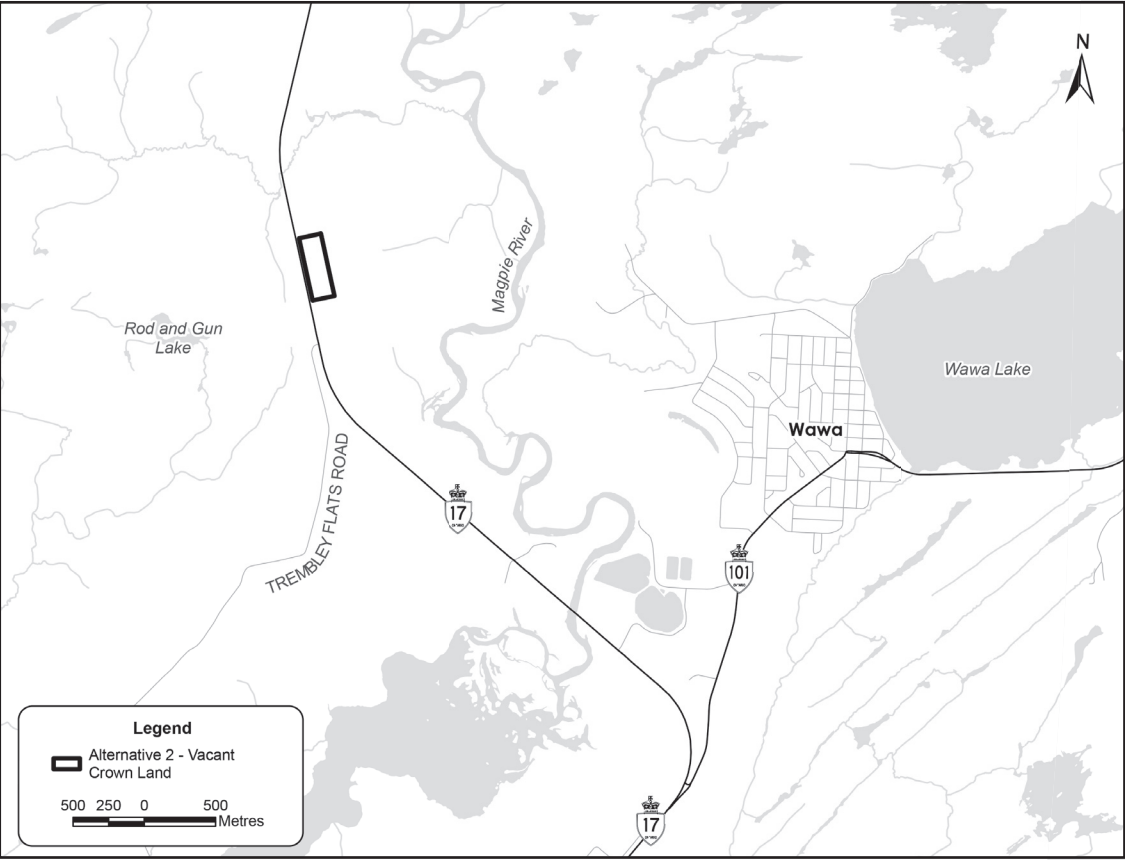 N
Magpie River
Rod and Gun
Lake
Wawa Lake
Wawa
TREMBLEY FLATS ROAD
17
101
17
Legend
Alternative 2 - Vacant
Crown Land
500 250 0 500
Metres